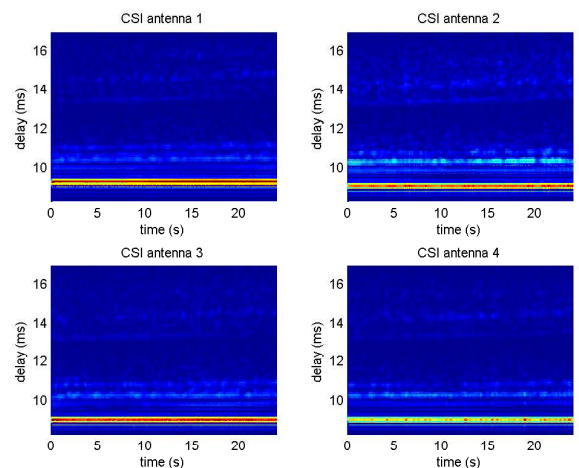 CSI antenna 1
delay (ms)
16
14
12
10
0 5 10 15 20
time (s)
CSI antenna 2
delay (ms)
16
14
12
10
0 5 10 15 20
time (s)
CSI antenna 3
delay (ms)
16
14
12
10
0 5 10 15 20
time (s)
CSI antenna 4
delay (ms)
16
14
12
10
0 5 10 15 20
time (s)